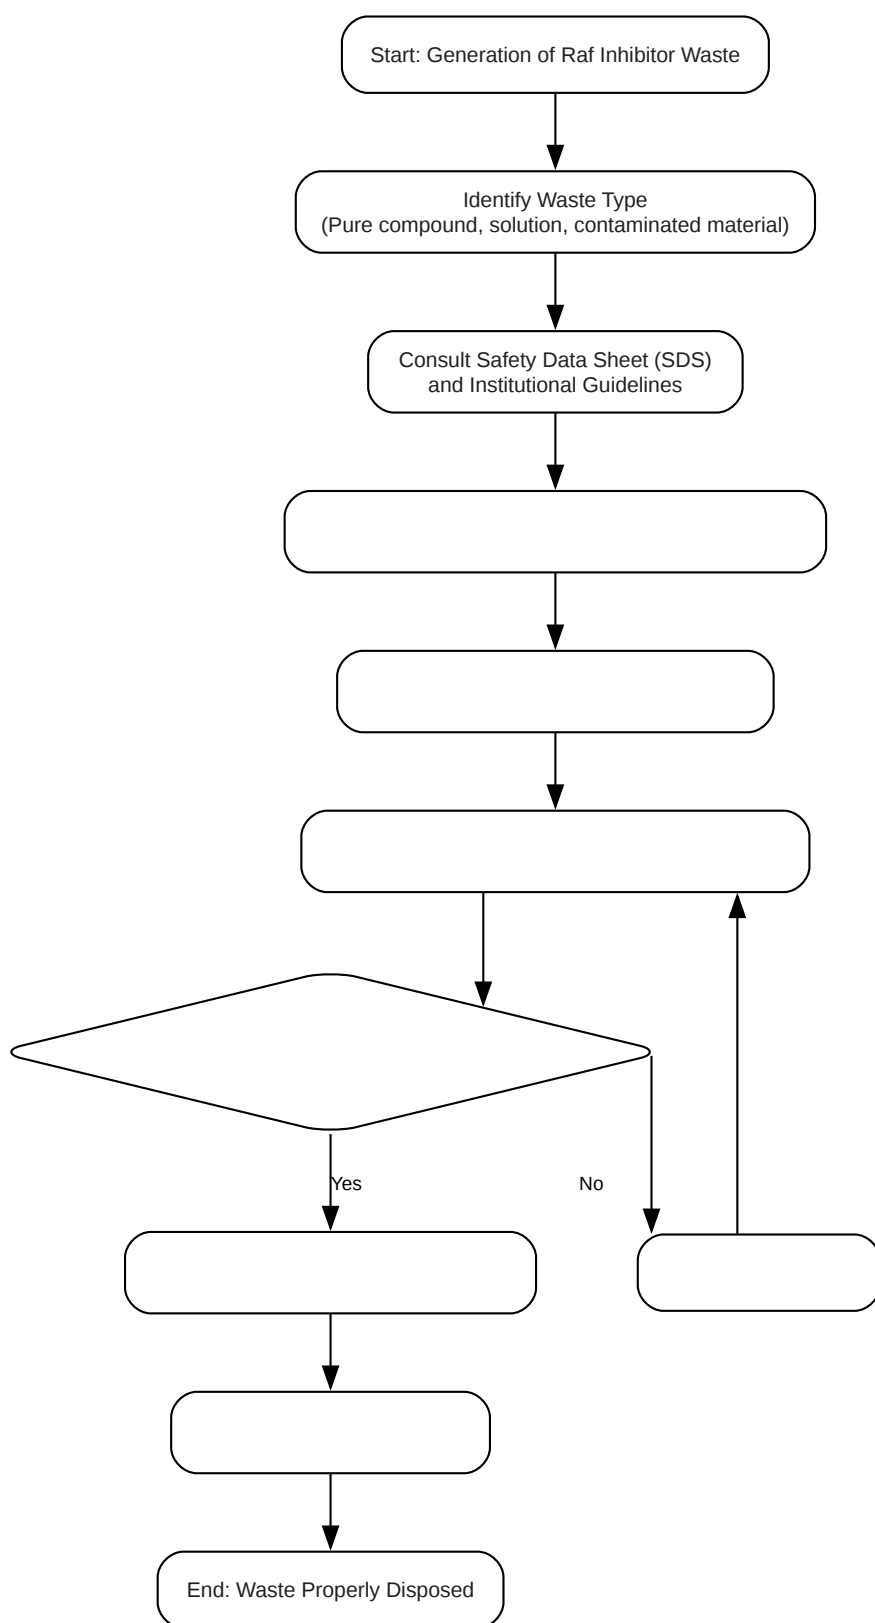 Start: Generation of Raf Inhibitor Waste
Identify Waste Type
(Pure compound, solution, contaminated material)
Consult Safety Data Sheet (SDS)
and Institutional Guidelines
Yes
No
End: Waste Properly Disposed